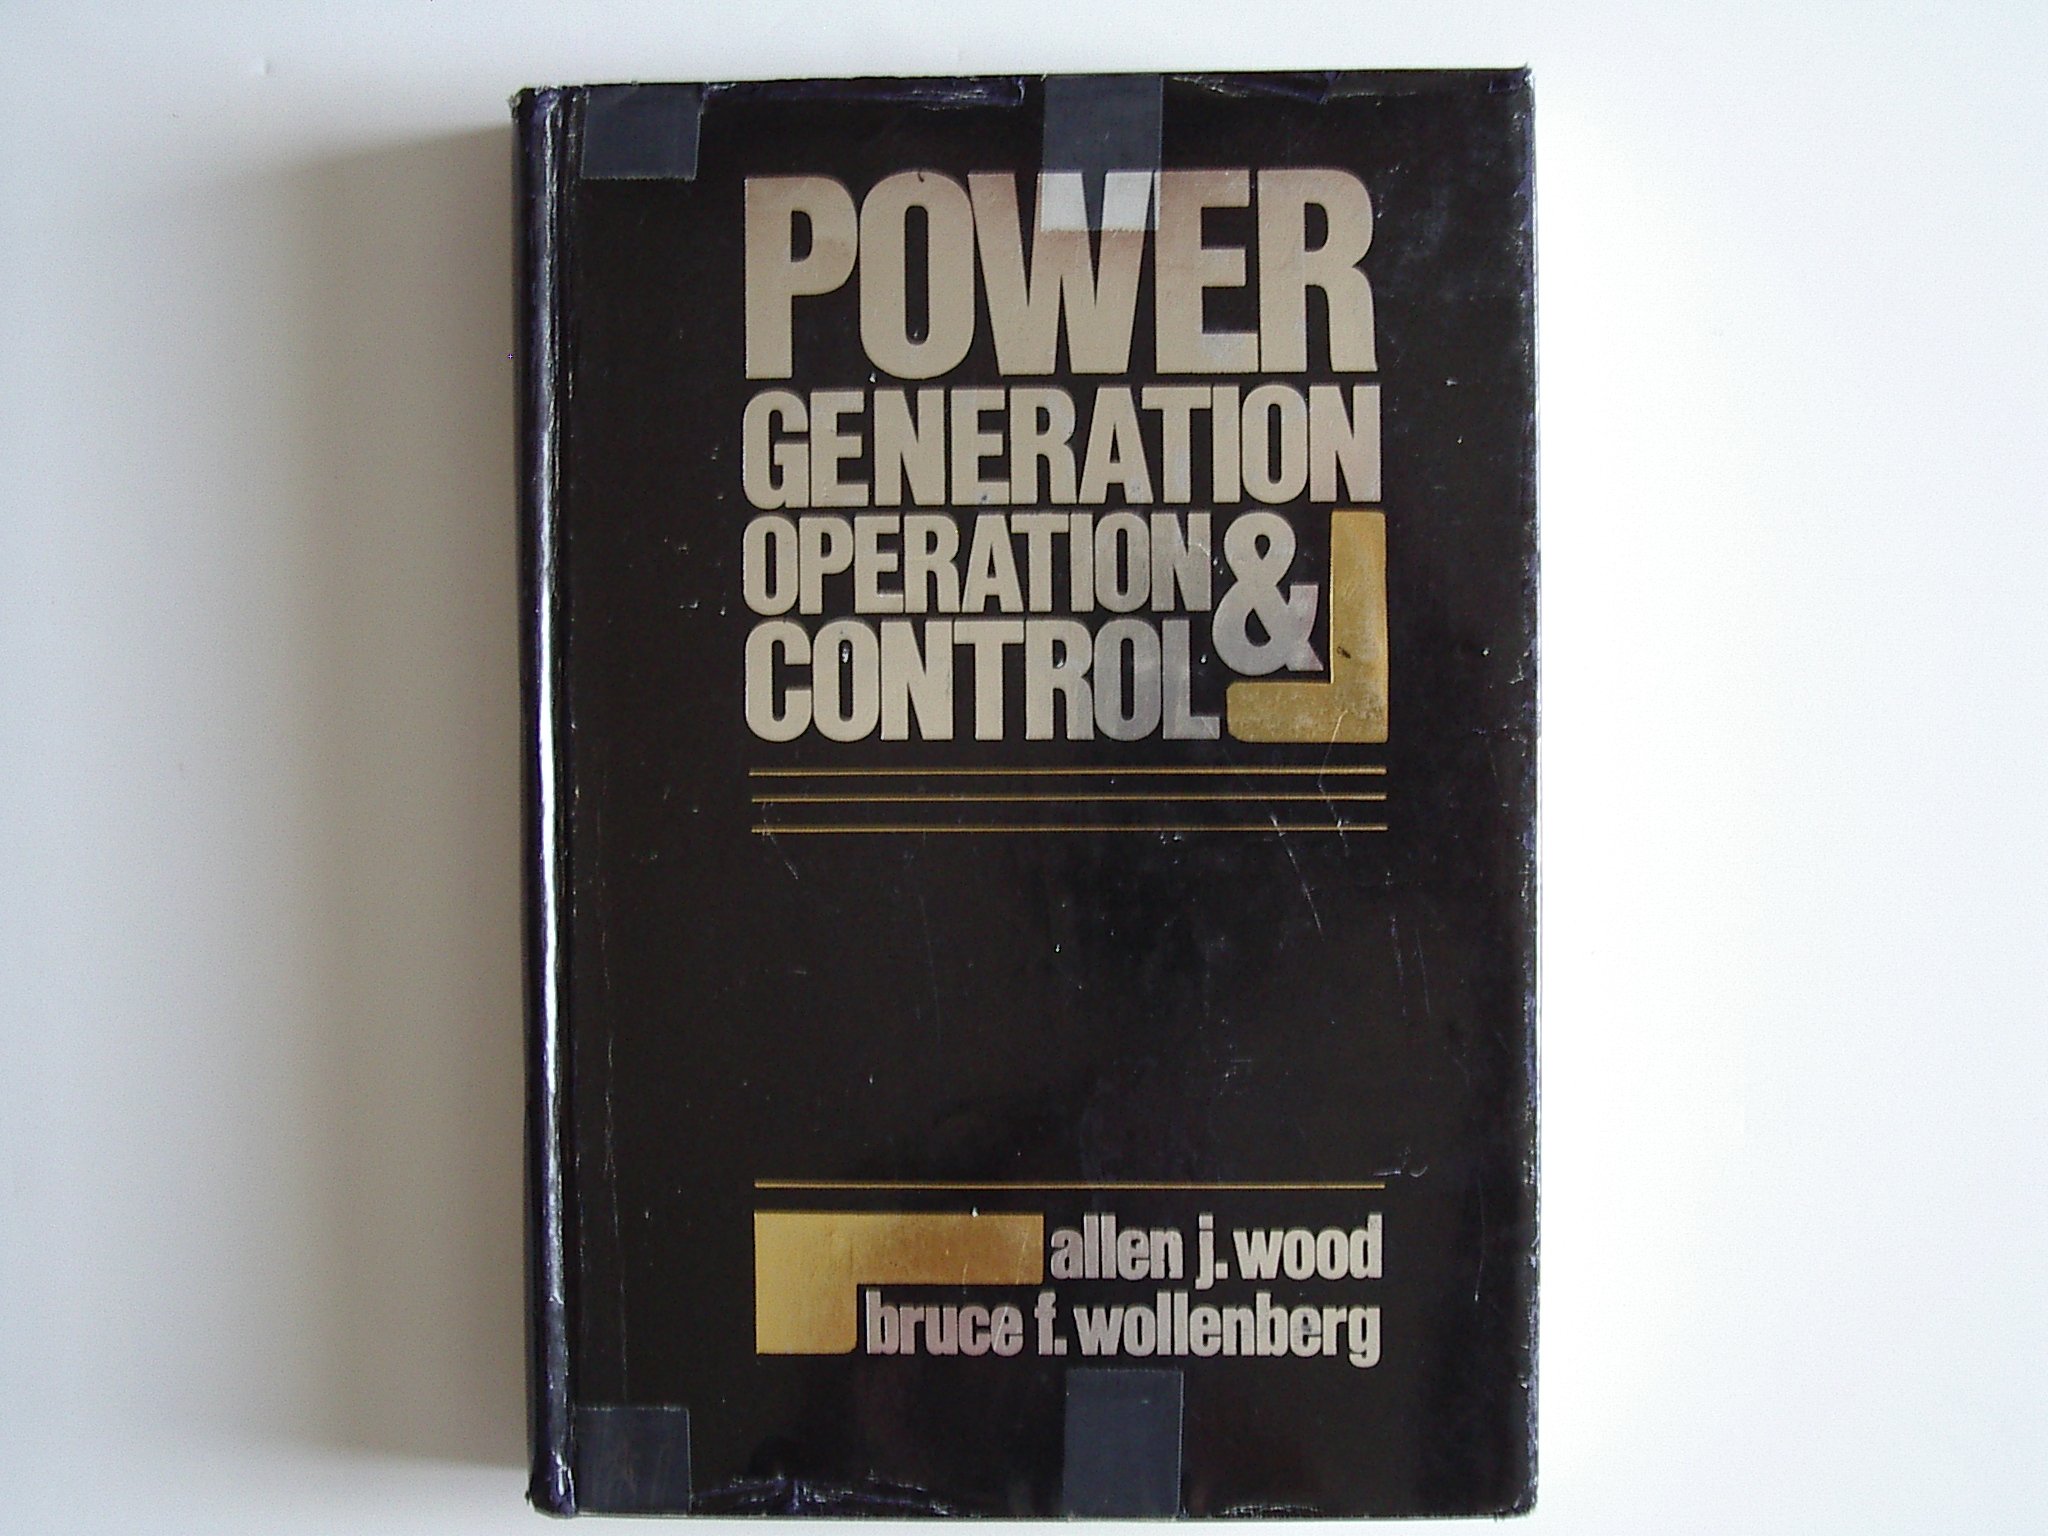 POWER
GENERATION
OPERATION &
CONTROL
allen j. wood
bruce f. wollenberg